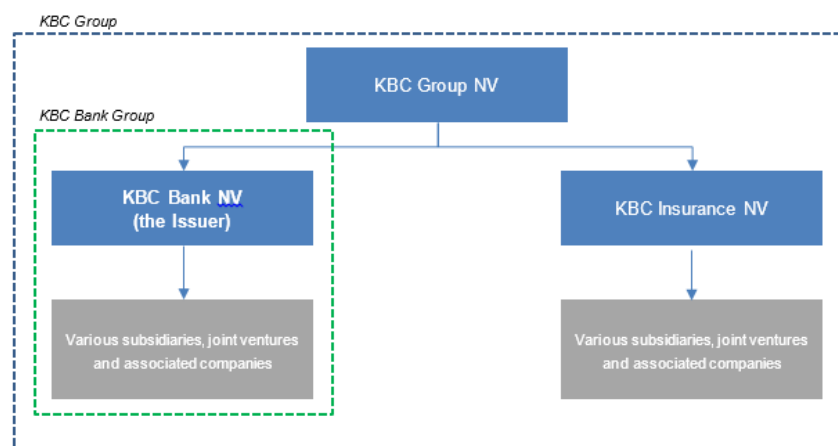 KBC Group
KBC Group NV
KBC Bank Group
KBC Bank NV
(the Issuer)
KBC Insurance NV
Various subsidiaries, joint ventures
and associated companies
Various subsidiaries, joint ventures
and associated companies